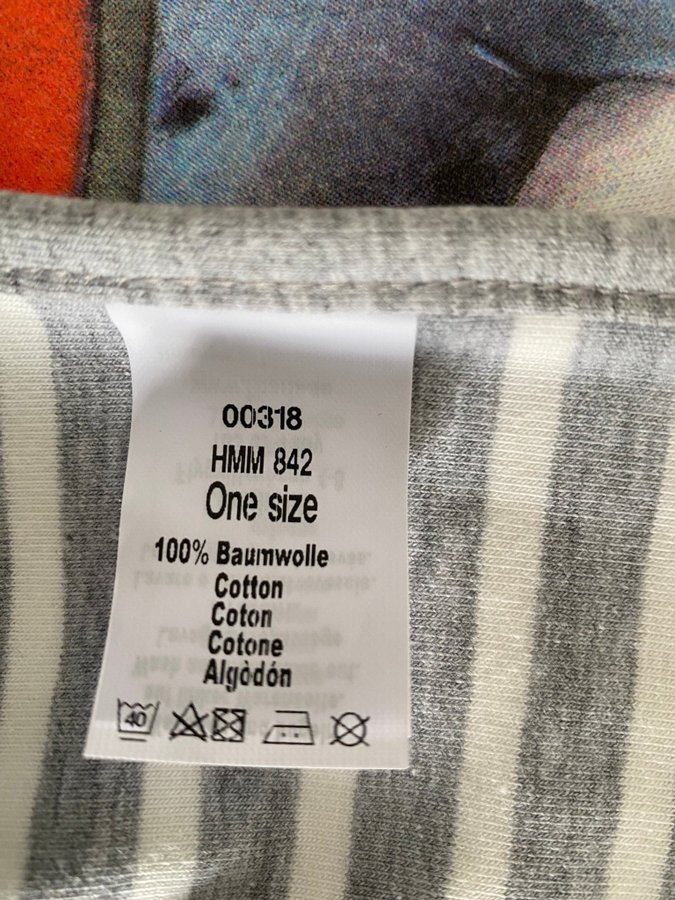 00318
HMM 842
One size
100% Baumwolle
Cotton
Coton
Cotone
Algòdón
40